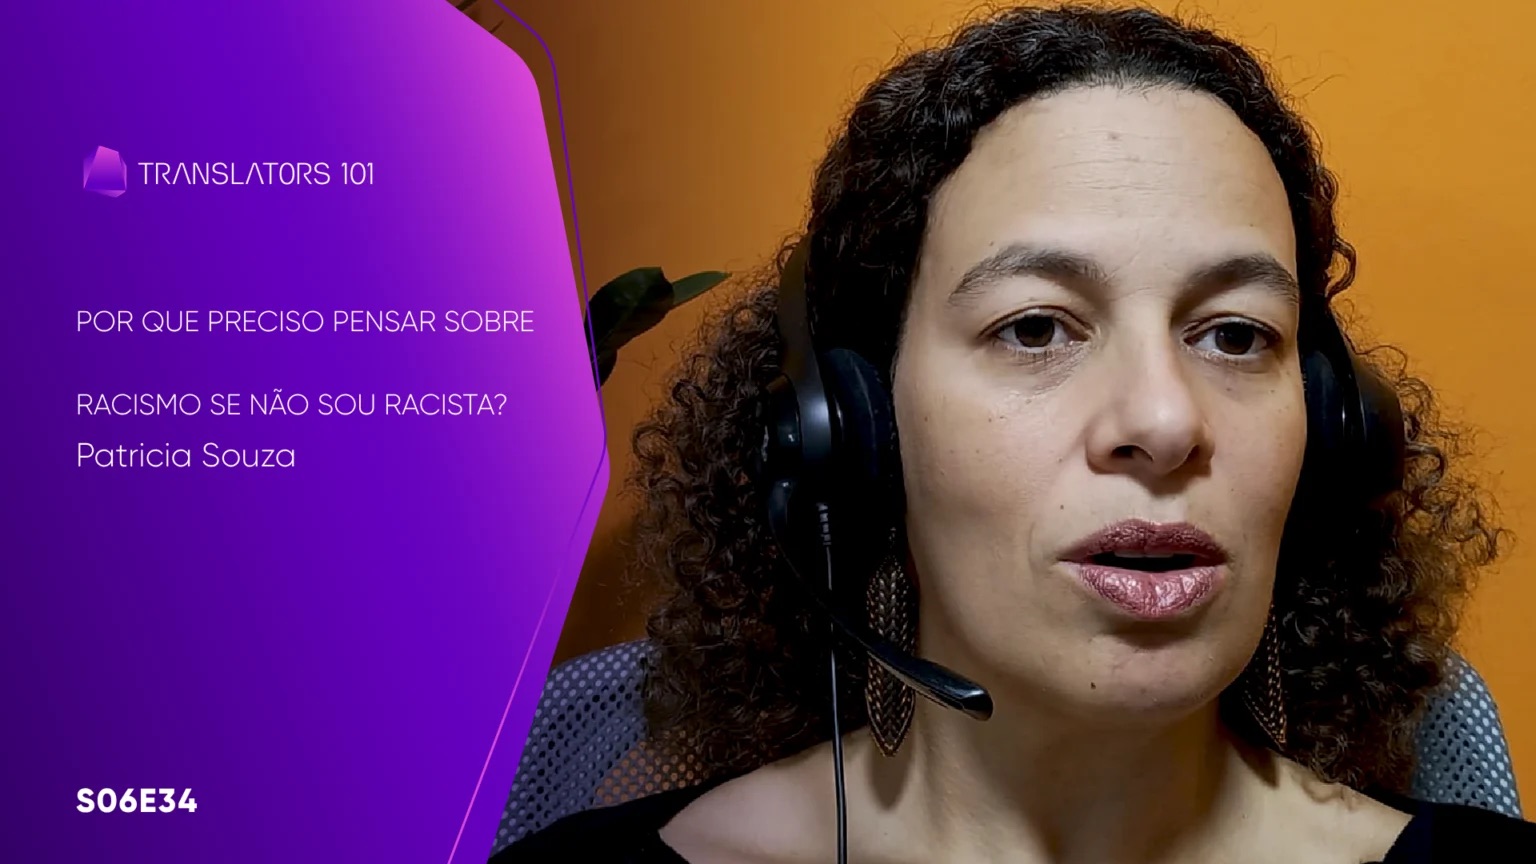 TRANSLATORS 101
POR QUE PRECISO PENSAR SOBRE
RACISMO SE NÃO SOU RACISTA?
Patricia Souza
S06E34